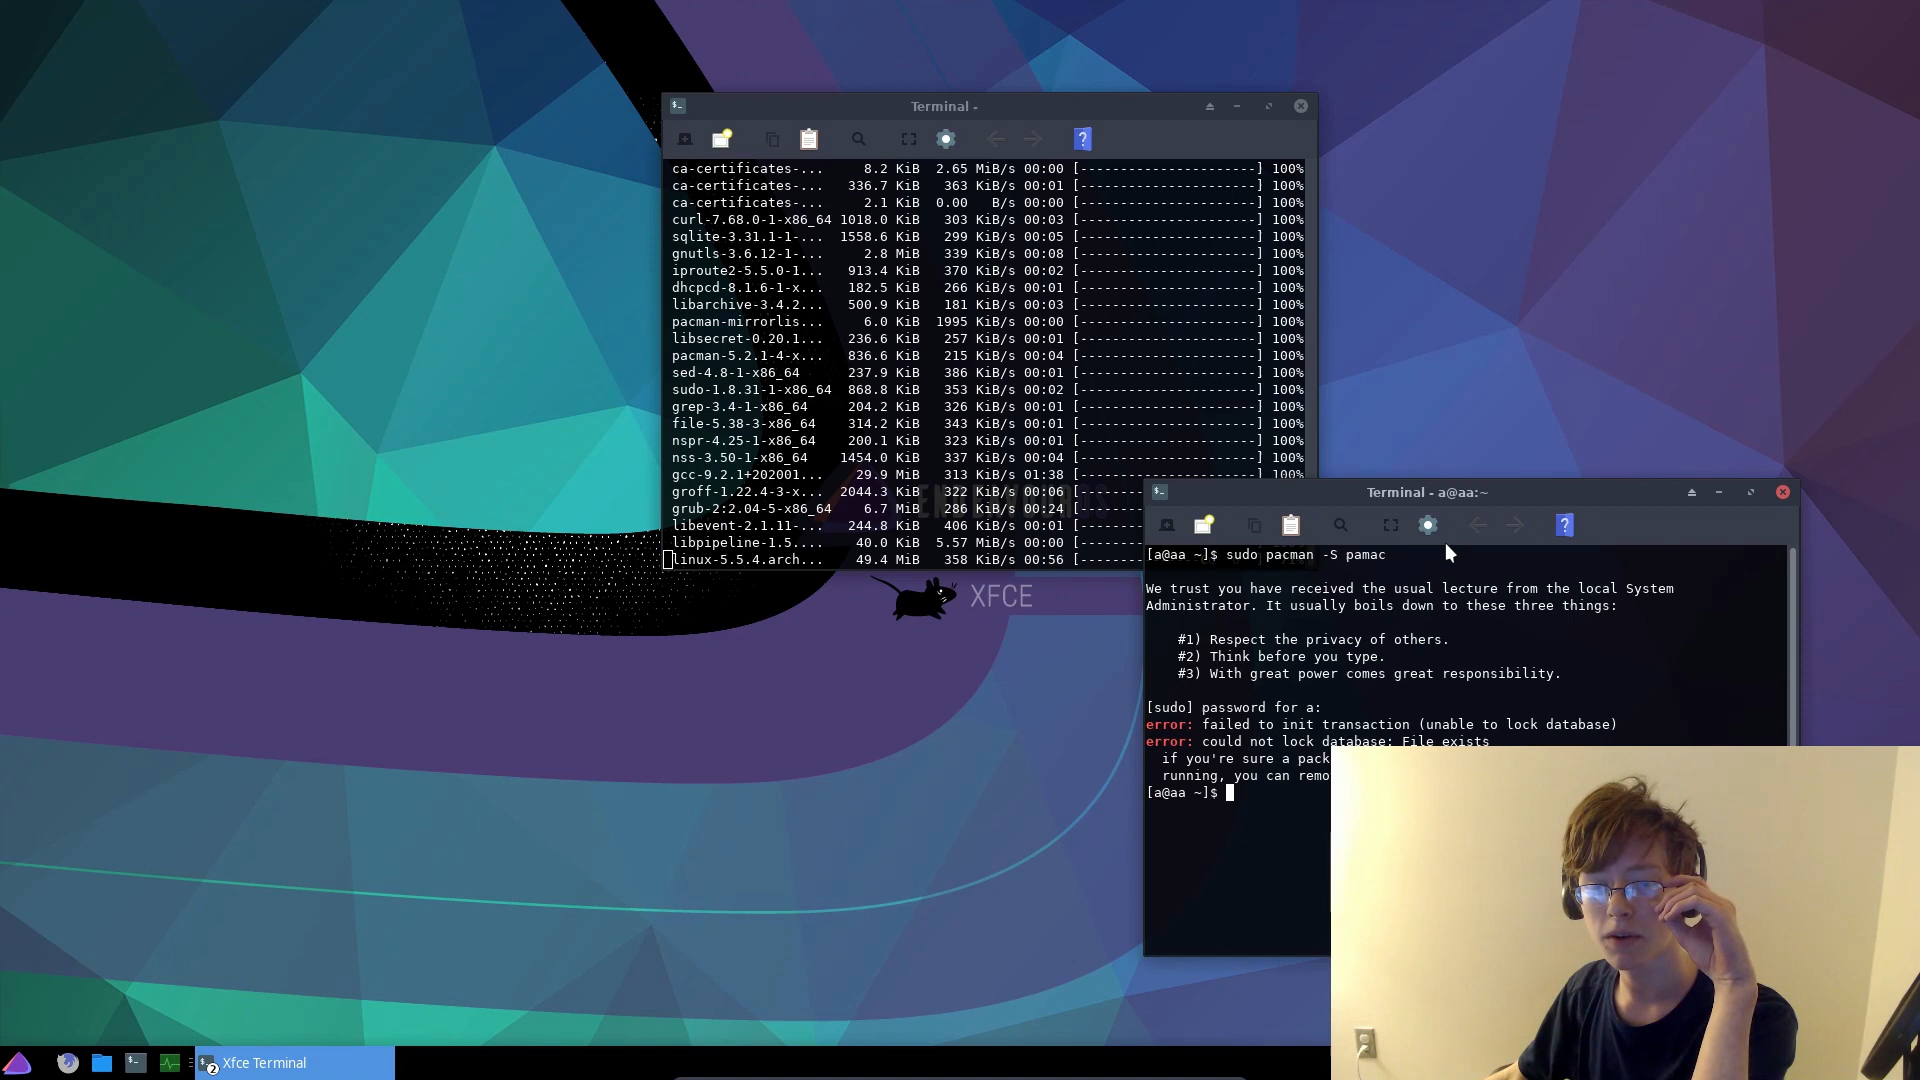 Terminal -
ca-certificates-... 8.2 KiB 2.65 MiB/s 00:00 [----------------------] 100%
ca-certificates-... 336.7 KiB 363 KiB/s 00:01 [----------------------] 100%
ca-certificates-... 2.1 KiB 0.00 B/s 00:00 [----------------------] 100%
curl-7.68.0-1-x86_64 1018.0 KiB 303 KiB/s 00:03 [----------------------] 100%
sqlite-3.31.1-1-... 1558.6 KiB 299 KiB/s 00:05 [----------------------] 100%
gnutls-3.6.12-1-... 2.8 MiB 339 KiB/s 00:08 [----------------------] 100%
iproute2-5.5.0-1... 913.4 KiB 370 KiB/s 00:02 [----------------------] 100%
dhcpcd-8.1.6-1-x... 182.5 KiB 266 KiB/s 00:01 [----------------------] 100%
libarchive-3.4.2... 500.9 KiB 181 KiB/s 00:03 [----------------------] 100%
pacman-mirrorlis... 6.0 KiB 1995 KiB/s 00:00 [----------------------] 100%
libsecret-0.20.1... 236.6 KiB 257 KiB/s 00:01 [----------------------] 100%
pacman-5.2.1-4-x... 836.6 KiB 215 KiB/s 00:04 [----------------------] 100%
sed-4.8-1-x86_64 237.9 KiB 386 KiB/s 00:01 [----------------------] 100%
sudo-1.8.31-1-x86_64 868.8 KiB 353 KiB/s 00:02 [----------------------] 100%
grep-3.4-1-x86_64 204.2 KiB 326 KiB/s 00:01 [----------------------] 100%
file-5.38-3-x86_64 314.2 KiB 343 KiB/s 00:01 [----------------------] 100%
nspr-4.25-1-x86_64 200.1 KiB 323 KiB/s 00:01 [----------------------] 100%
nss-3.50-1-x86_64 1454.0 KiB 337 KiB/s 00:04 [----------------------] 100%
gcc-9.2.1+202001... 29.9 MiB 313 KiB/s 01:38 [----------------------] 100%
groff-1.22.4-3-x... 2044.3 KiB 322 KiB/s 00:06 [--------
grub-2:2.04-5-x86_64 6.7 MiB 286 KiB/s 00:24 [--------
libevent-2.1.11-... 244.8 KiB 406 KiB/s 00:01 [--------
libpipeline-1.5.... 40.0 KiB 5.57 MiB/s 00:00 [--------
linux-5.5.4.arch... 49.4 MiB 358 KiB/s 00:56 [--------
XFCE
Terminal - a@aa:~
[a@aa ~]$ sudo pacman -S pamac
We trust you have received the usual lecture from the local System
Administrator. It usually boils down to these three things:
#1) Respect the privacy of others.
#2) Think before you type.
#3) With great power comes great responsibility.
[sudo] password for a:
error: failed to init transaction (unable to lock database)
error: could not lock database: File exists
if you're sure a pack
running, you can remo
[a@aa ~]$
2
Xfce Terminal